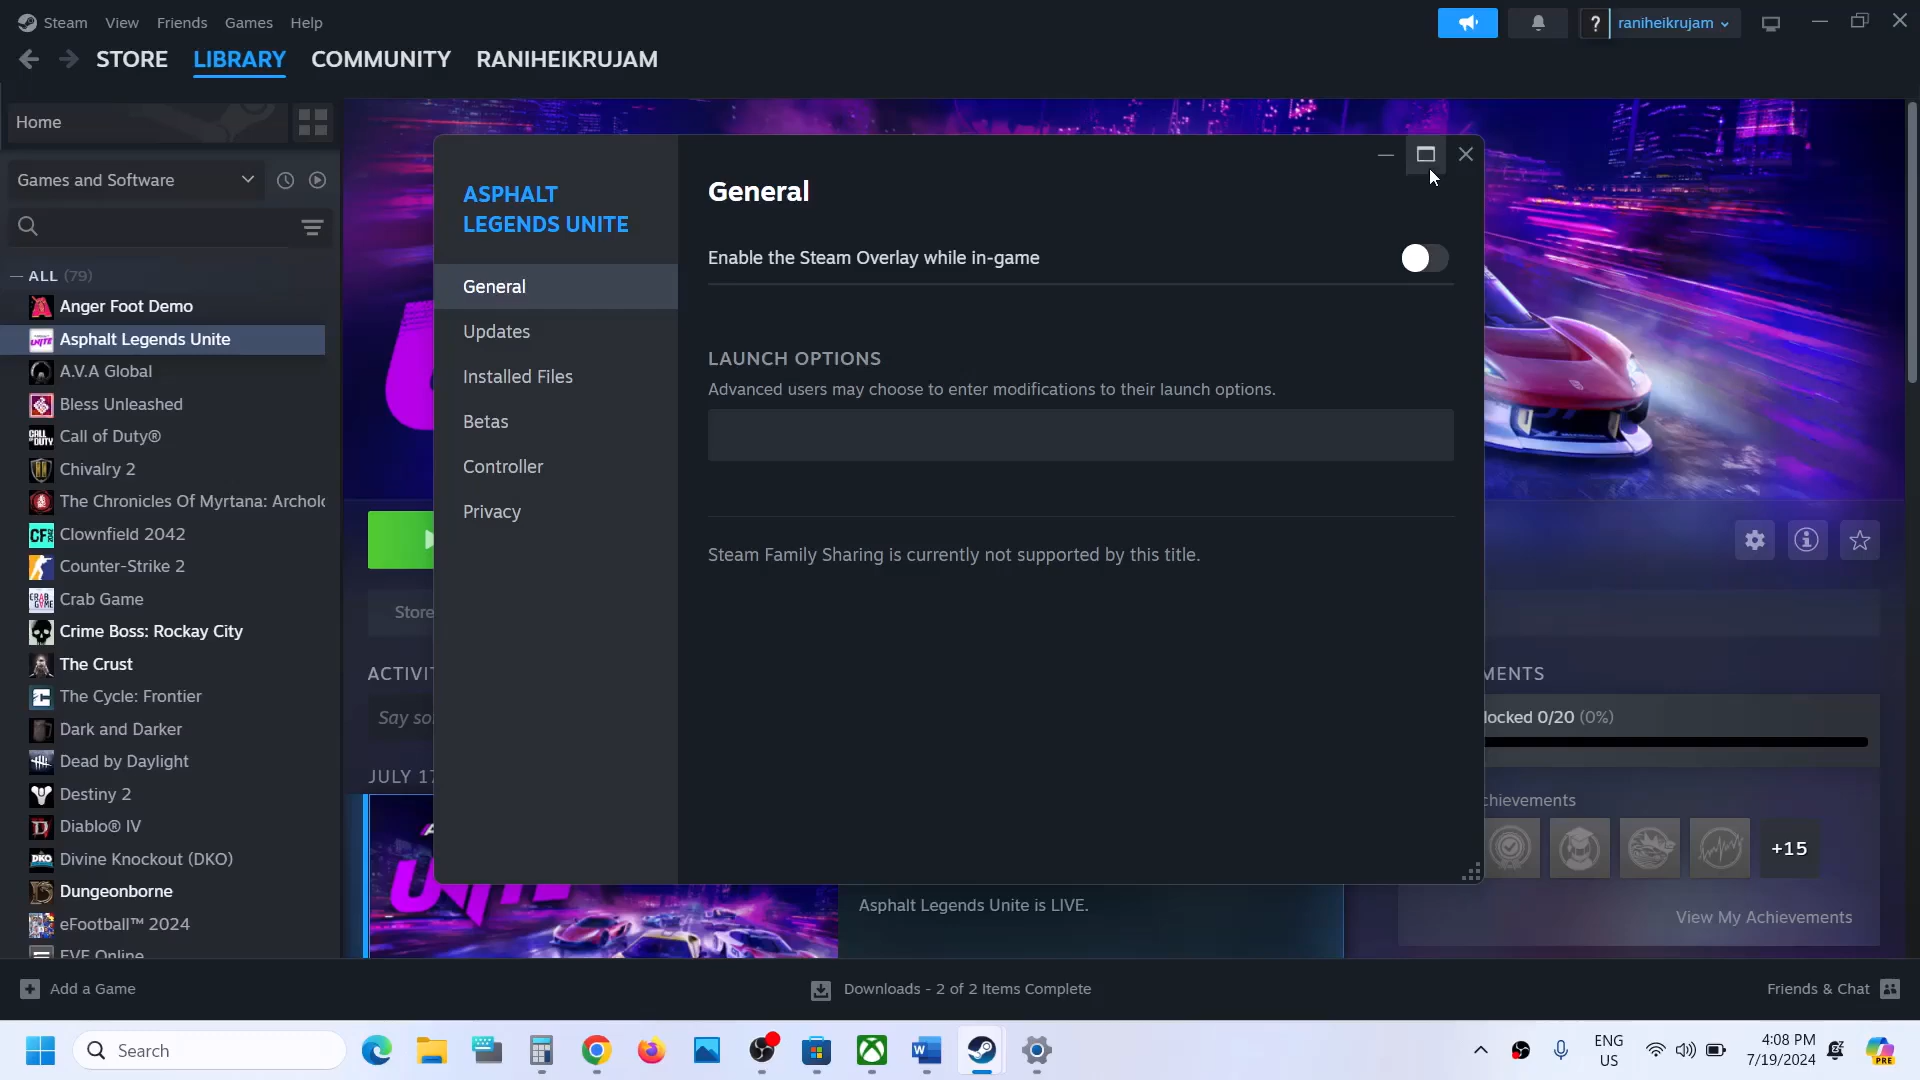 Steam View Friends Games Help
? raniheikrujam
STORE LIBRARY COMMUNITY RANIHEIKRUJAM
Home
Games and Software
ALL (79)
Anger Foot Demo
Asphalt Legends Unite
A.V.A Global
Bless Unleashed
Call of Duty®
Chivalry 2
The Chronicles Of Myrtana: Archolo
Clownfield 2042
Counter-Strike 2
Crab Game
Crime Boss: Rockay City
The Crust
The Cycle: Frontier
Dark and Darker
Dead by Daylight
Destiny 2
Diablo® IV
Divine Knockout (DKO)
Dungeonborne
eFootball™ 2024
EVE Online
ASPHALT
LEGENDS UNITE
General
Updates
Installed Files
Betas
Controller
Privacy
General
Enable the Steam Overlay while in-game
LAUNCH OPTIONS
Advanced users may choose to enter modifications to their launch options.
Steam Family Sharing is currently not supported by this title.
Store
ACTIVIT
Say so
JULY 17
UNITE
Asphalt Legends Unite is LIVE.
MENTS
locked 0/20 (0%)
chievements
+15
View My Achievements
Add a Game
Downloads - 2 of 2 Items Complete
Friends & Chat
Search
ENG
US
4:08 PM
7/19/2024
PRE